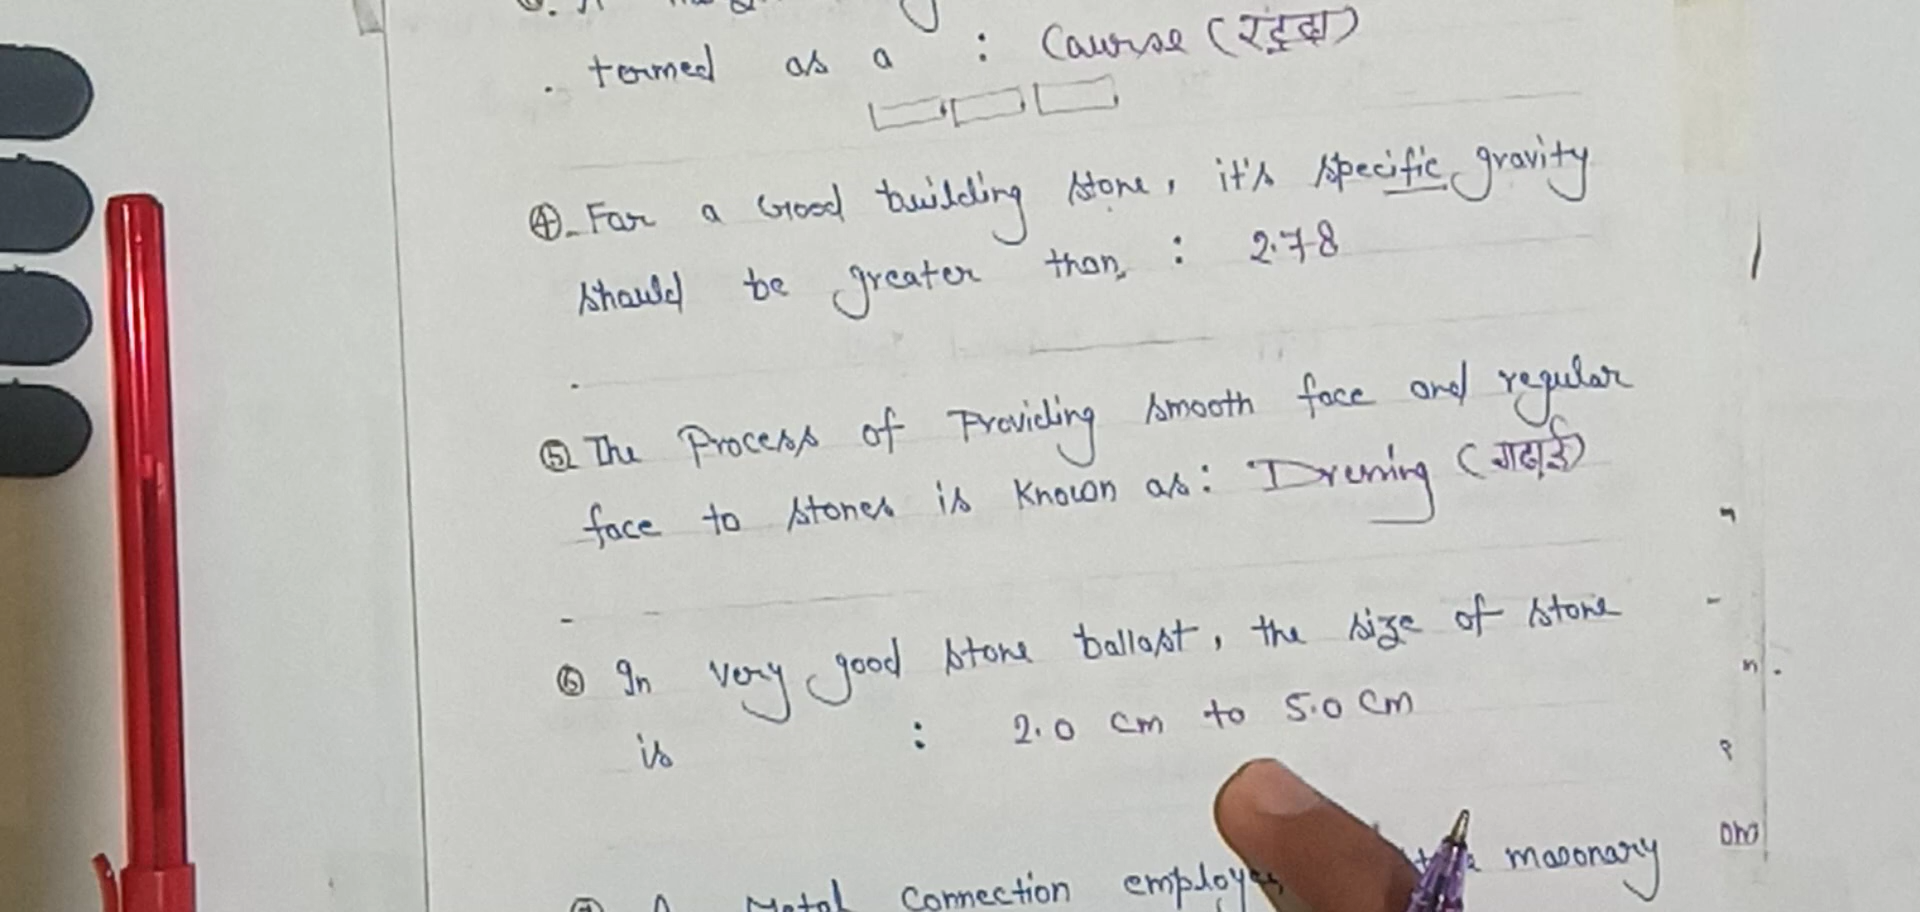 termed as a : Course (रद्दा)
④. For a Good building stone, it's specific gravity
should be greater than, : 2.78
⑤ The Process of Providing smooth face and regular
face to stones is known as: Dressing (गढाई)
⑥ In very good stone ballast, the size of stone
is : 2.0 cm to 5.0 cm
A Metal connection masonary